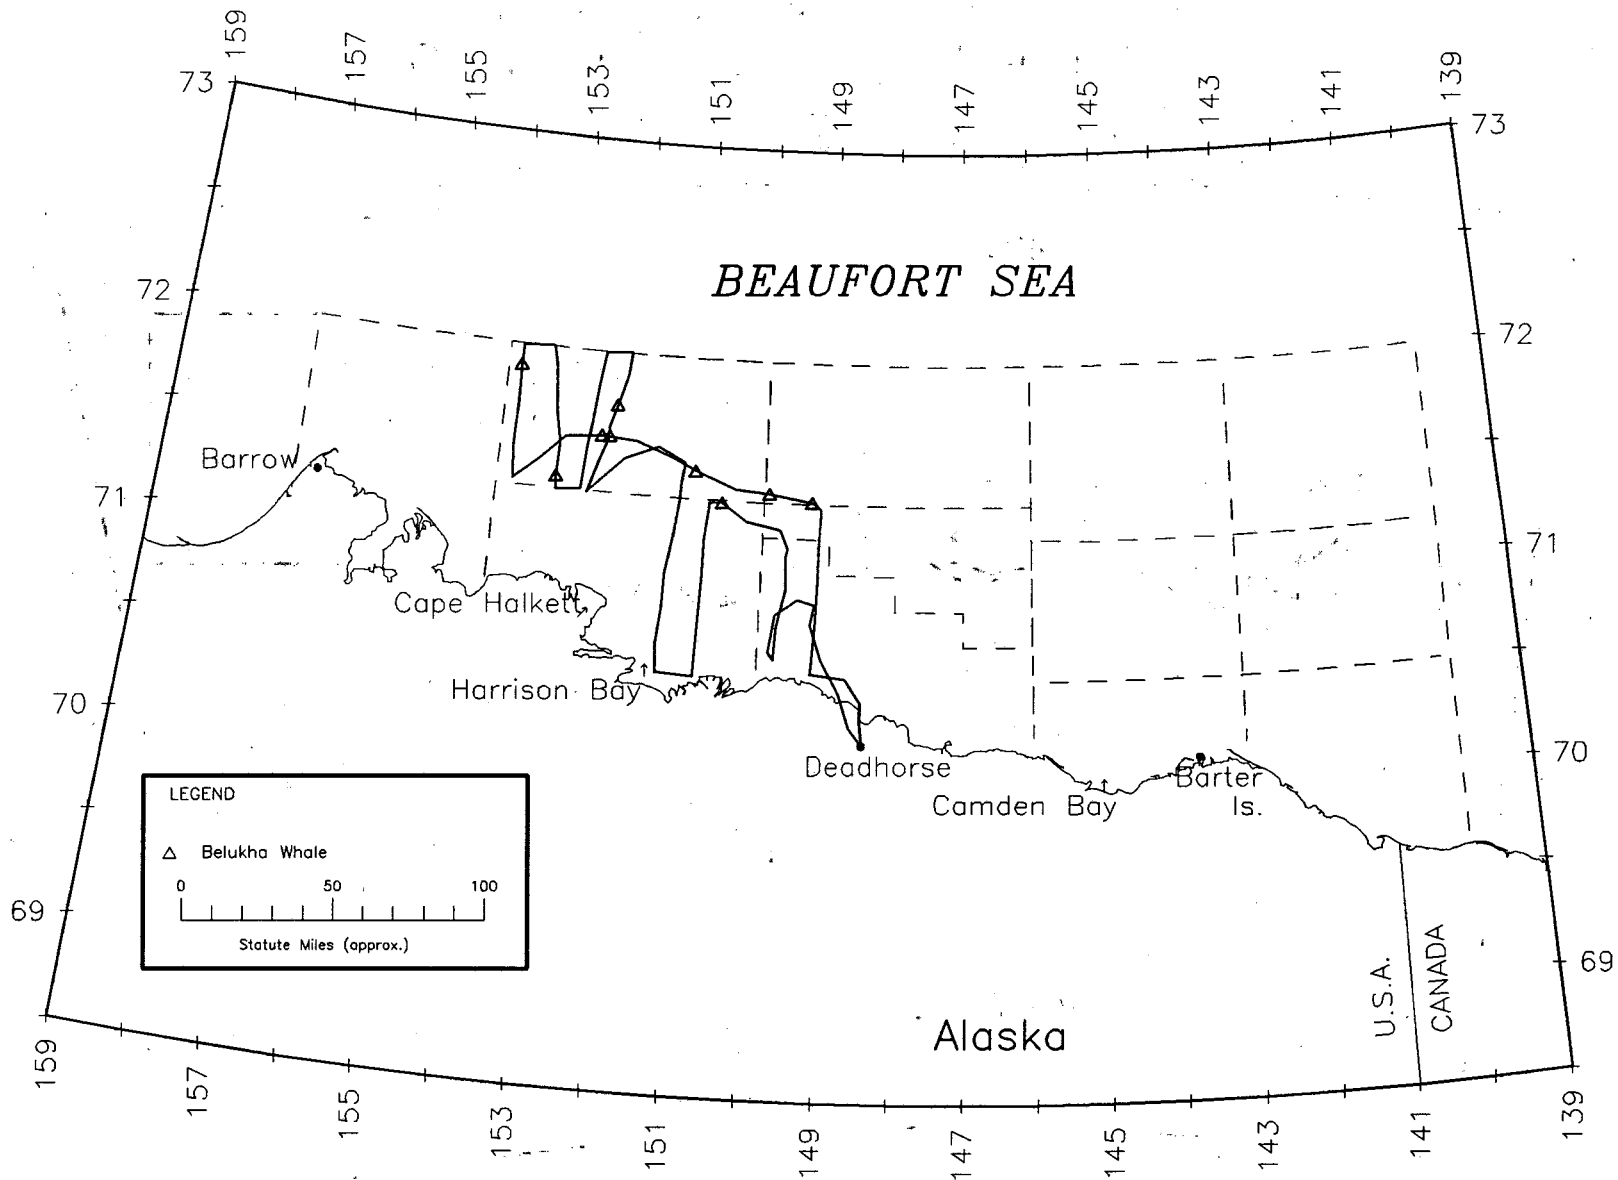 159
157
155
153
151
149
147
145
143
141
139
73
73
BEAUFORT SEA
72
72
Barrow
71
71
Cape Halkett
Harrison Bay
70
70
Deadhorse
Camden Bay
Barter
Is.
LEGEND
Belukha Whale
0 50 100
Statute Miles (approx.)
69
69
U.S.A.
CANADA
Alaska
159
157
155
153
151
149
147
145
143
141
139